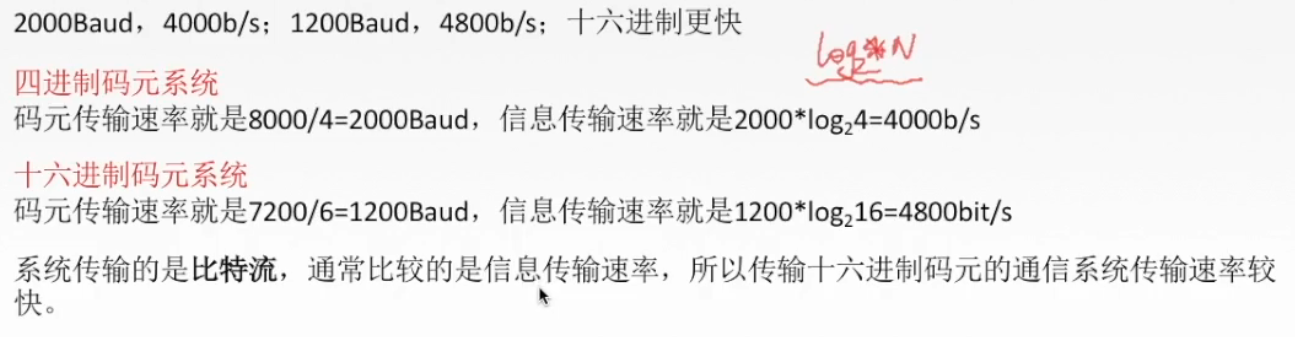 2000Baud，4000b/s；1200Baud，4800b/s；十六进制更快
四进制码元系统
码元传输速率就是8000/4=2000Baud，信息传输速率就是2000*log₂4=4000b/s
十六进制码元系统
码元传输速率就是7200/6=1200Baud，信息传输速率就是1200*log₂16=4800bit/s
系统传输的是比特流，通常比较的是信息传输速率，所以传输十六进制码元的通信系统传输速率较
快。